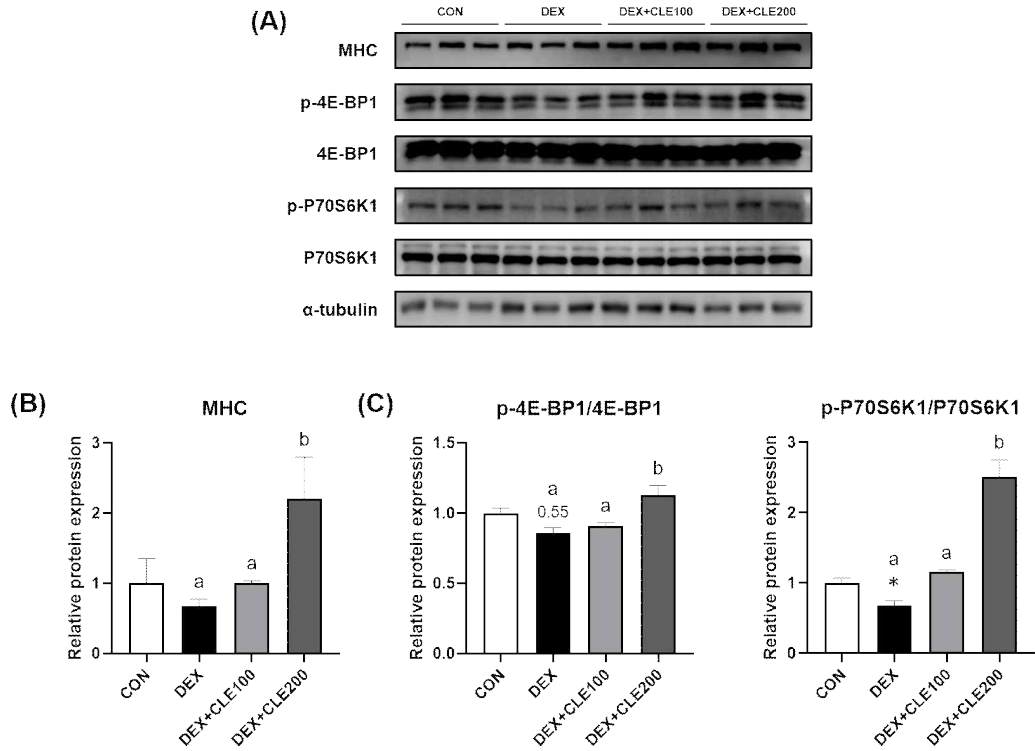 (A)
CON DEX DEX+CLE100 DEX+CLE200
MHC
p-4E-BP1
4E-BP1
p-P70S6K1
P70S6K1
α-tubulin
(B)
MHC
Relative protein expression
3
2
1
0
a
a
b
CON
DEX
DEX+CLE100
DEX+CLE200
(C)
p-4E-BP1/4E-BP1
Relative protein expression
1.5
1.0
0.5
0.0
a
0.55
a
b
CON
DEX
DEX+CLE100
DEX+CLE200
p-P70S6K1/P70S6K1
Relative protein expression
3
2
1
0
a
*
a
b
CON
DEX
DEX+CLE100
DEX+CLE200